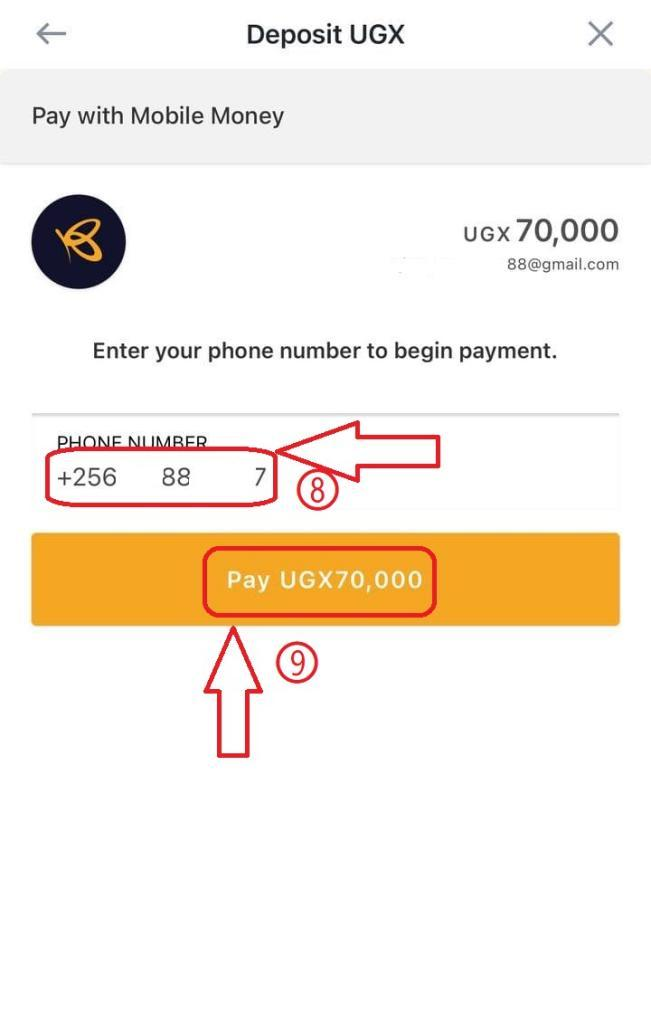 Deposit UGX
Pay with Mobile Money
UGX 70,000
88@gmail.com
Enter your phone number to begin payment.
PHONE NUMBER
+256 88 7
⑧
Pay UGX70,000
⑨